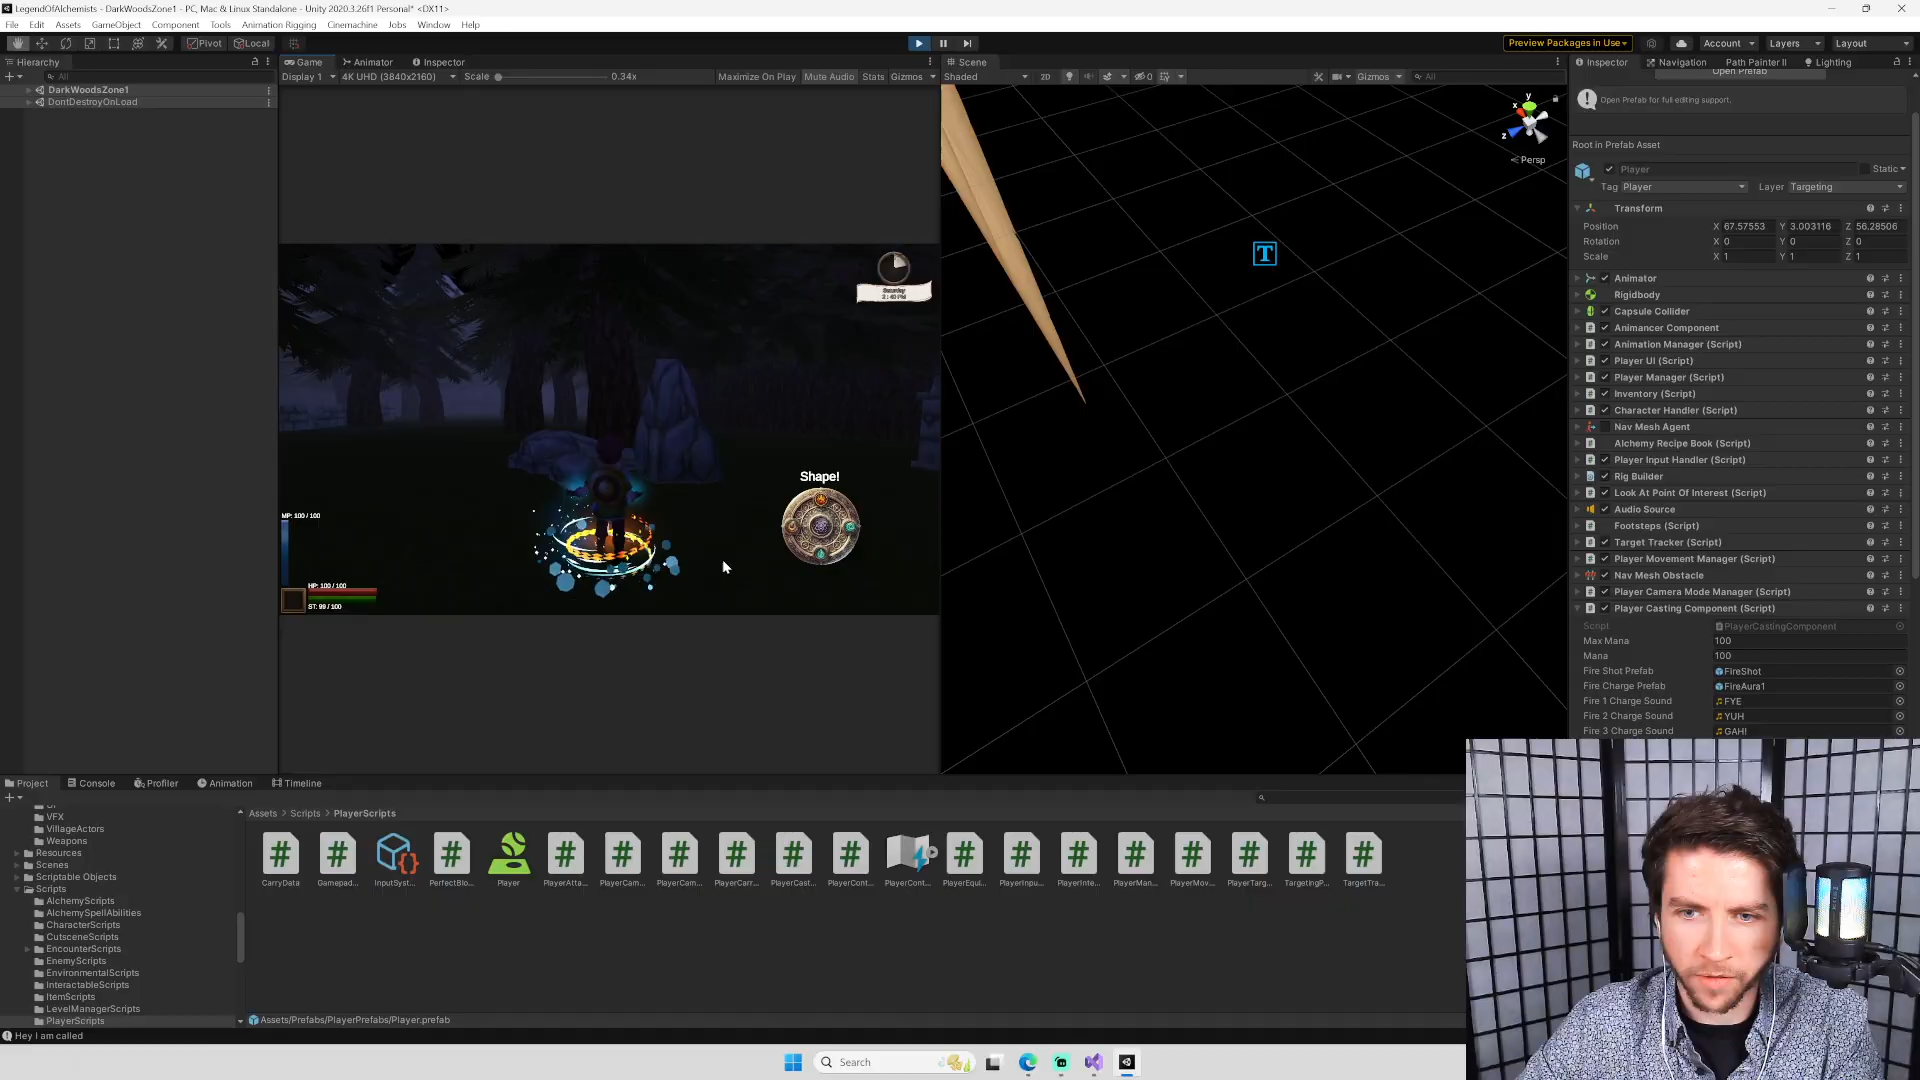 LegendOfAlchemists - DarkWoodsZone1 - PC, Mac & Linux Standalone - Unity 2020.3.26f1 Personal* <DX11>
File Edit Assets GameObject Component Tools Animation Rigging Cinemachine Jobs Window Help
Pivot Local Preview Packages in Use Account Layers Layout
Hierarchy
All
DarkWoodsZone1
DontDestroyOnLoad
Game Animator Inspector
Display 1 4K UHD (3840x2160) Scale 0.34x Maximize On Play Mute Audio Stats Gizmos
Shape!
MP: 100 / 100
HP: 100 / 100
ST: 99 / 100
Scene
Shaded 2D 0 Gizmos All
y
x
z
Persp
T
Inspector Navigation Path Painter II Lighting
Open Prefab
Open Prefab for full editing support.
Root in Prefab Asset
Player Static
Tag Player Layer Targeting
Transform
Position X 67.57553 Y 3.003116 Z 56.28506
Rotation X 0 Y 0 Z 0
Scale X 1 Y 1 Z 1
Animator
Rigidbody
Capsule Collider
Animancer Component
Animation Manager (Script)
Player UI (Script)
Player Manager (Script)
Inventory (Script)
Character Handler (Script)
Nav Mesh Agent
Alchemy Recipe Book (Script)
Player Input Handler (Script)
Rig Builder
Look At Point Of Interest (Script)
Audio Source
Footsteps (Script)
Target Tracker (Script)
Player Movement Manager (Script)
Nav Mesh Obstacle
Player Camera Mode Manager (Script)
Player Casting Component (Script)
Script PlayerCastingComponent
Max Mana 100
Mana 100
Fire Shot Prefab FireShot
Fire Charge Prefab FireAura1
Fire 1 Charge Sound FYE
Fire 2 Charge Sound YUH
Fire 3 Charge Sound GAH!
Project Console Profiler Animation Timeline
VFX
VillageActors
Weapons
Resources
Scenes
Scriptable Objects
Scripts
AlchemyScripts
AlchemySpellAbilities
CharacterScripts
CutsceneScripts
EncounterScripts
EnemyScripts
EnvironmentalScripts
InteractableScripts
ItemScripts
LevelManagerScripts
PlayerScripts
Assets > Scripts > PlayerScripts
CarryData Gamepad... InputSyst... PerfectBlo... Player PlayerAtta... PlayerCam... PlayerCam... PlayerCarr... PlayerCast... PlayerCont... PlayerCont... PlayerEqui... PlayerInpu... PlayerInte... PlayerMan... PlayerMov... PlayerTarg... TargetingP... TargetTra...
Assets/Prefabs/PlayerPrefabs/Player.prefab
Hey I am called
Search